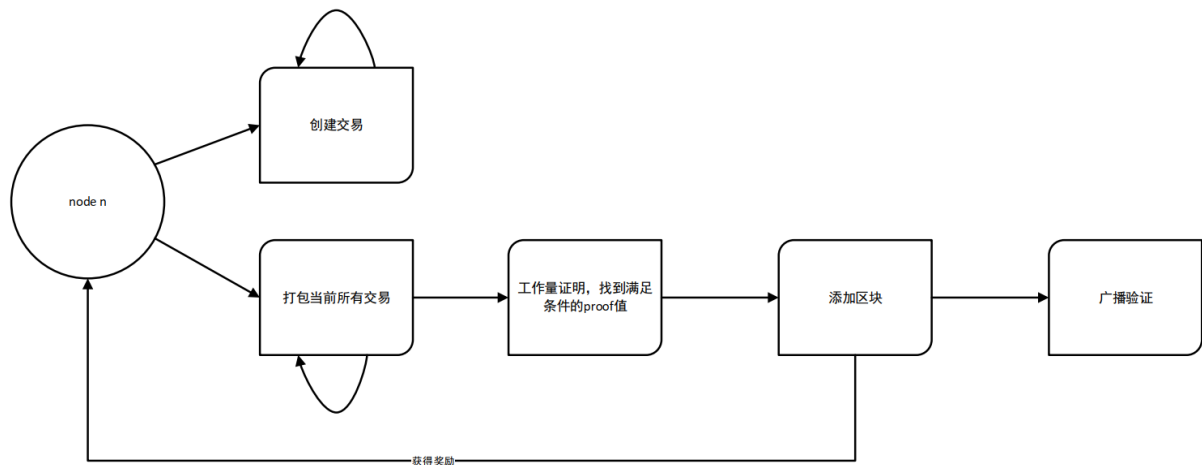 创建交易
node n
打包当前所有交易
工作量证明，找到满足
条件的proof值
添加区块
广播验证
获得奖励